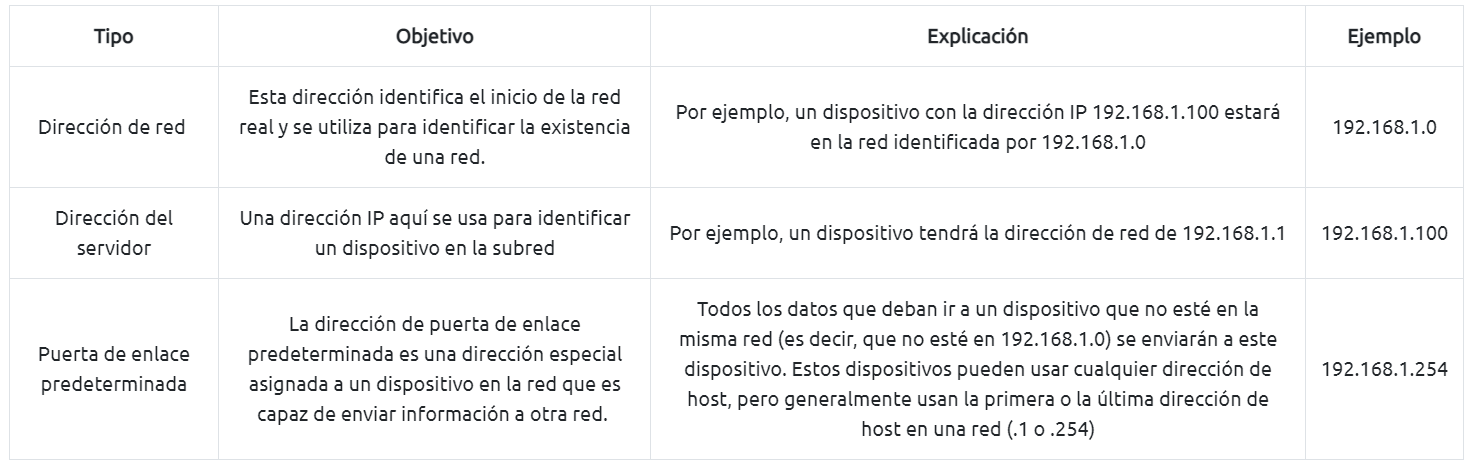 Tipo
Objetivo
Explicación
Ejemplo
Dirección de red
Esta dirección identifica el inicio de la red
real y se utiliza para identificar la existencia
de una red.
Por ejemplo, un dispositivo con la dirección IP 192.168.1.100 estará
en la red identificada por 192.168.1.0
192.168.1.0
Dirección del
servidor
Una dirección IP aquí se usa para identificar
un dispositivo en la subred
Por ejemplo, un dispositivo tendrá la dirección de red de 192.168.1.1
192.168.1.100
Puerta de enlace
predeterminada
La dirección de puerta de enlace
predeterminada es una dirección especial
asignada a un dispositivo en la red que es
capaz de enviar información a otra red.
Todos los datos que deban ir a un dispositivo que no esté en la
misma red (es decir, que no esté en 192.168.1.0) se enviarán a este
dispositivo. Estos dispositivos pueden usar cualquier dirección de
host, pero generalmente usan la primera o la última dirección de
host en una red (.1 o .254)
192.168.1.254